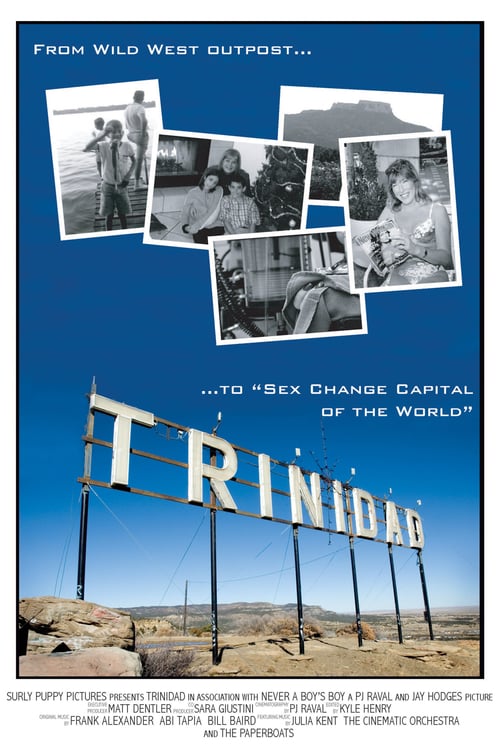 FROM WILD WEST OUTPOST...
...TO "SEX CHANGE CAPITAL
OF THE WORLD"
TRINIDAD
SURLY PUPPY PICTURES PRESENTS TRINIDAD IN ASSOCIATION WITH NEVER A BOY'S BOY A PJ RAVAL AND JAY HODGES PICTURE
EXECUTIVE PRODUCER MATT DENTLER CO PRODUCER SARA GIUSTINI CINEMATOGRAPHY BY PJ RAVAL EDITED BY KYLE HENRY
ORIGINAL MUSIC BY FRANK ALEXANDER ABI TAPIA BILL BAIRD FEATURING MUSIC BY JULIA KENT THE CINEMATIC ORCHESTRA
AND THE PAPERBOATS